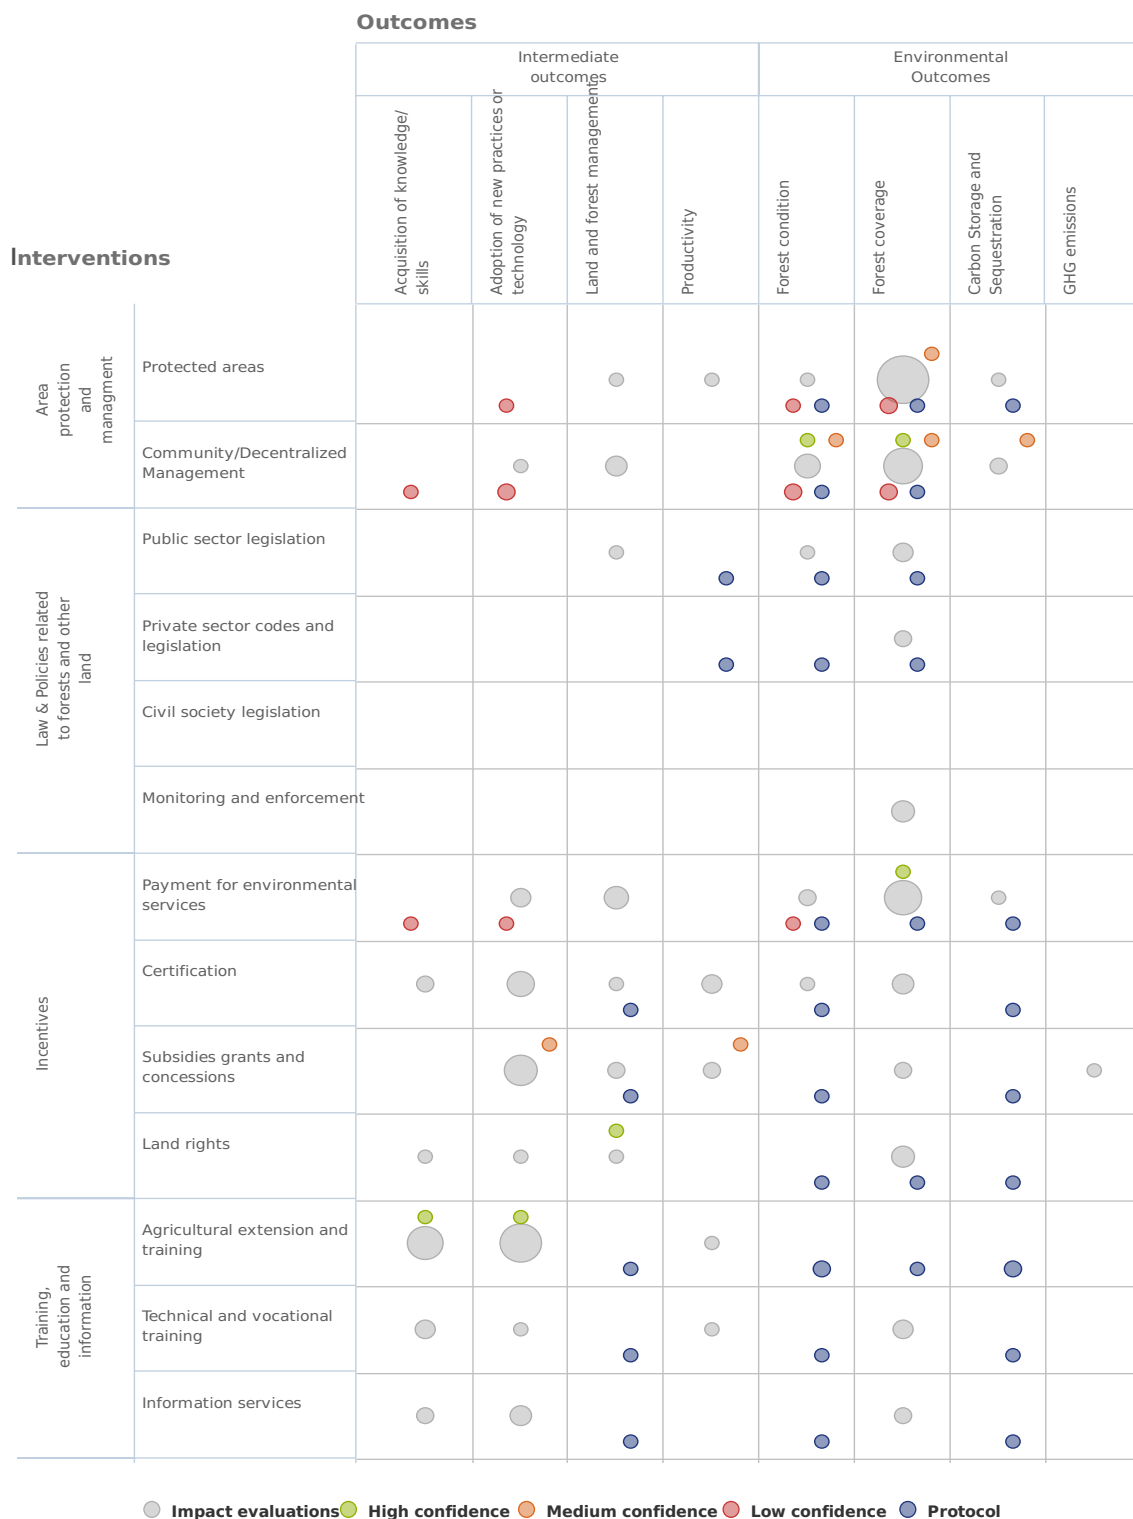 Outcomes
Intermediate
outcomes
Environmental
Outcomes
Interventions
Acquisition of knowledge/
skills
Adoption of new practices or
technology
Land and forest management
Productivity
Forest condition
Forest coverage
Carbon Storage and
Sequestration
GHG emissions
Area
protection
and
managment
Protected areas
Community/Decentralized
Management
Law & Policies related
to forests and other
land
Public sector legislation
Private sector codes and
legislation
Civil society legislation
Monitoring and enforcement
Incentives
Payment for environmental
services
Certification
Subsidies grants and
concessions
Land rights
Training,
education and
information
Agricultural extension and
training
Technical and vocational
training
Information services
Impact evaluations
High confidence
Medium confidence
Low confidence
Protocol